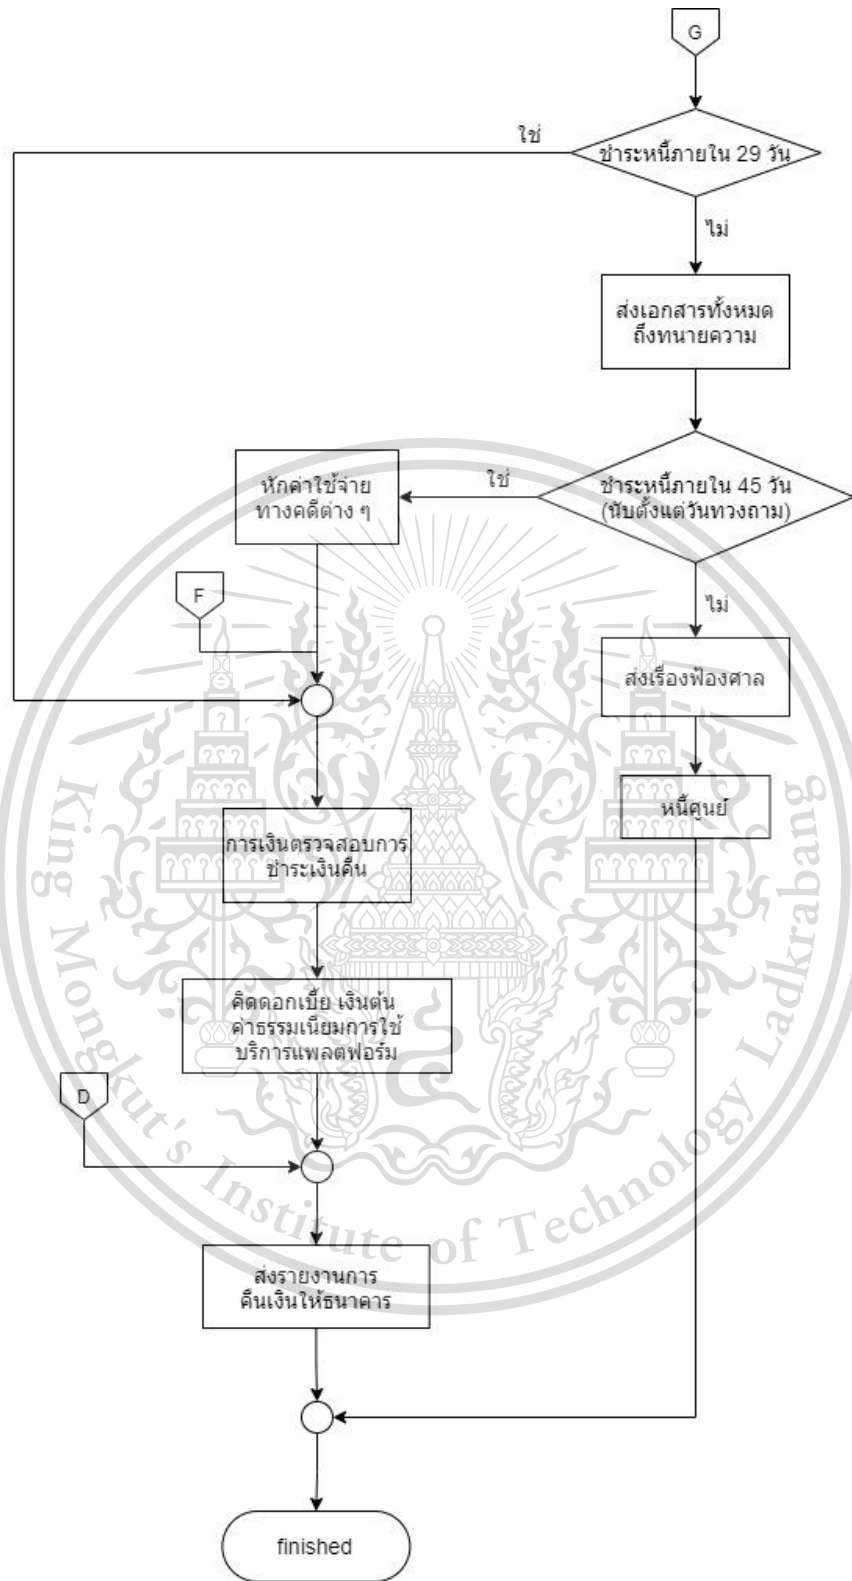 G
ใช่
ชำระหนี้ภายใน 29 วัน
ไม่
ส่งเอกสารทั้งหมด
ถึงทนายความ
หักค่าใช้จ่าย
ทางคดีต่าง ๆ
ใช่
ชำระหนี้ภายใน 45 วัน
(นับตั้งแต่วันทวงถาม)
F
ไม่
ส่งเรื่องฟ้องศาล
หนี้ศูนย์
การเงินตรวจสอบการ
ชำระเงินคืน
คิดดอกเบี้ย เงินต้น
ค่าธรรมเนียมการใช้
บริการแพลตฟอร์ม
D
ส่งรายงานการ
คืนเงินให้ธนาคาร
finished
King Mongkut's Institute of Technology Ladkrabang